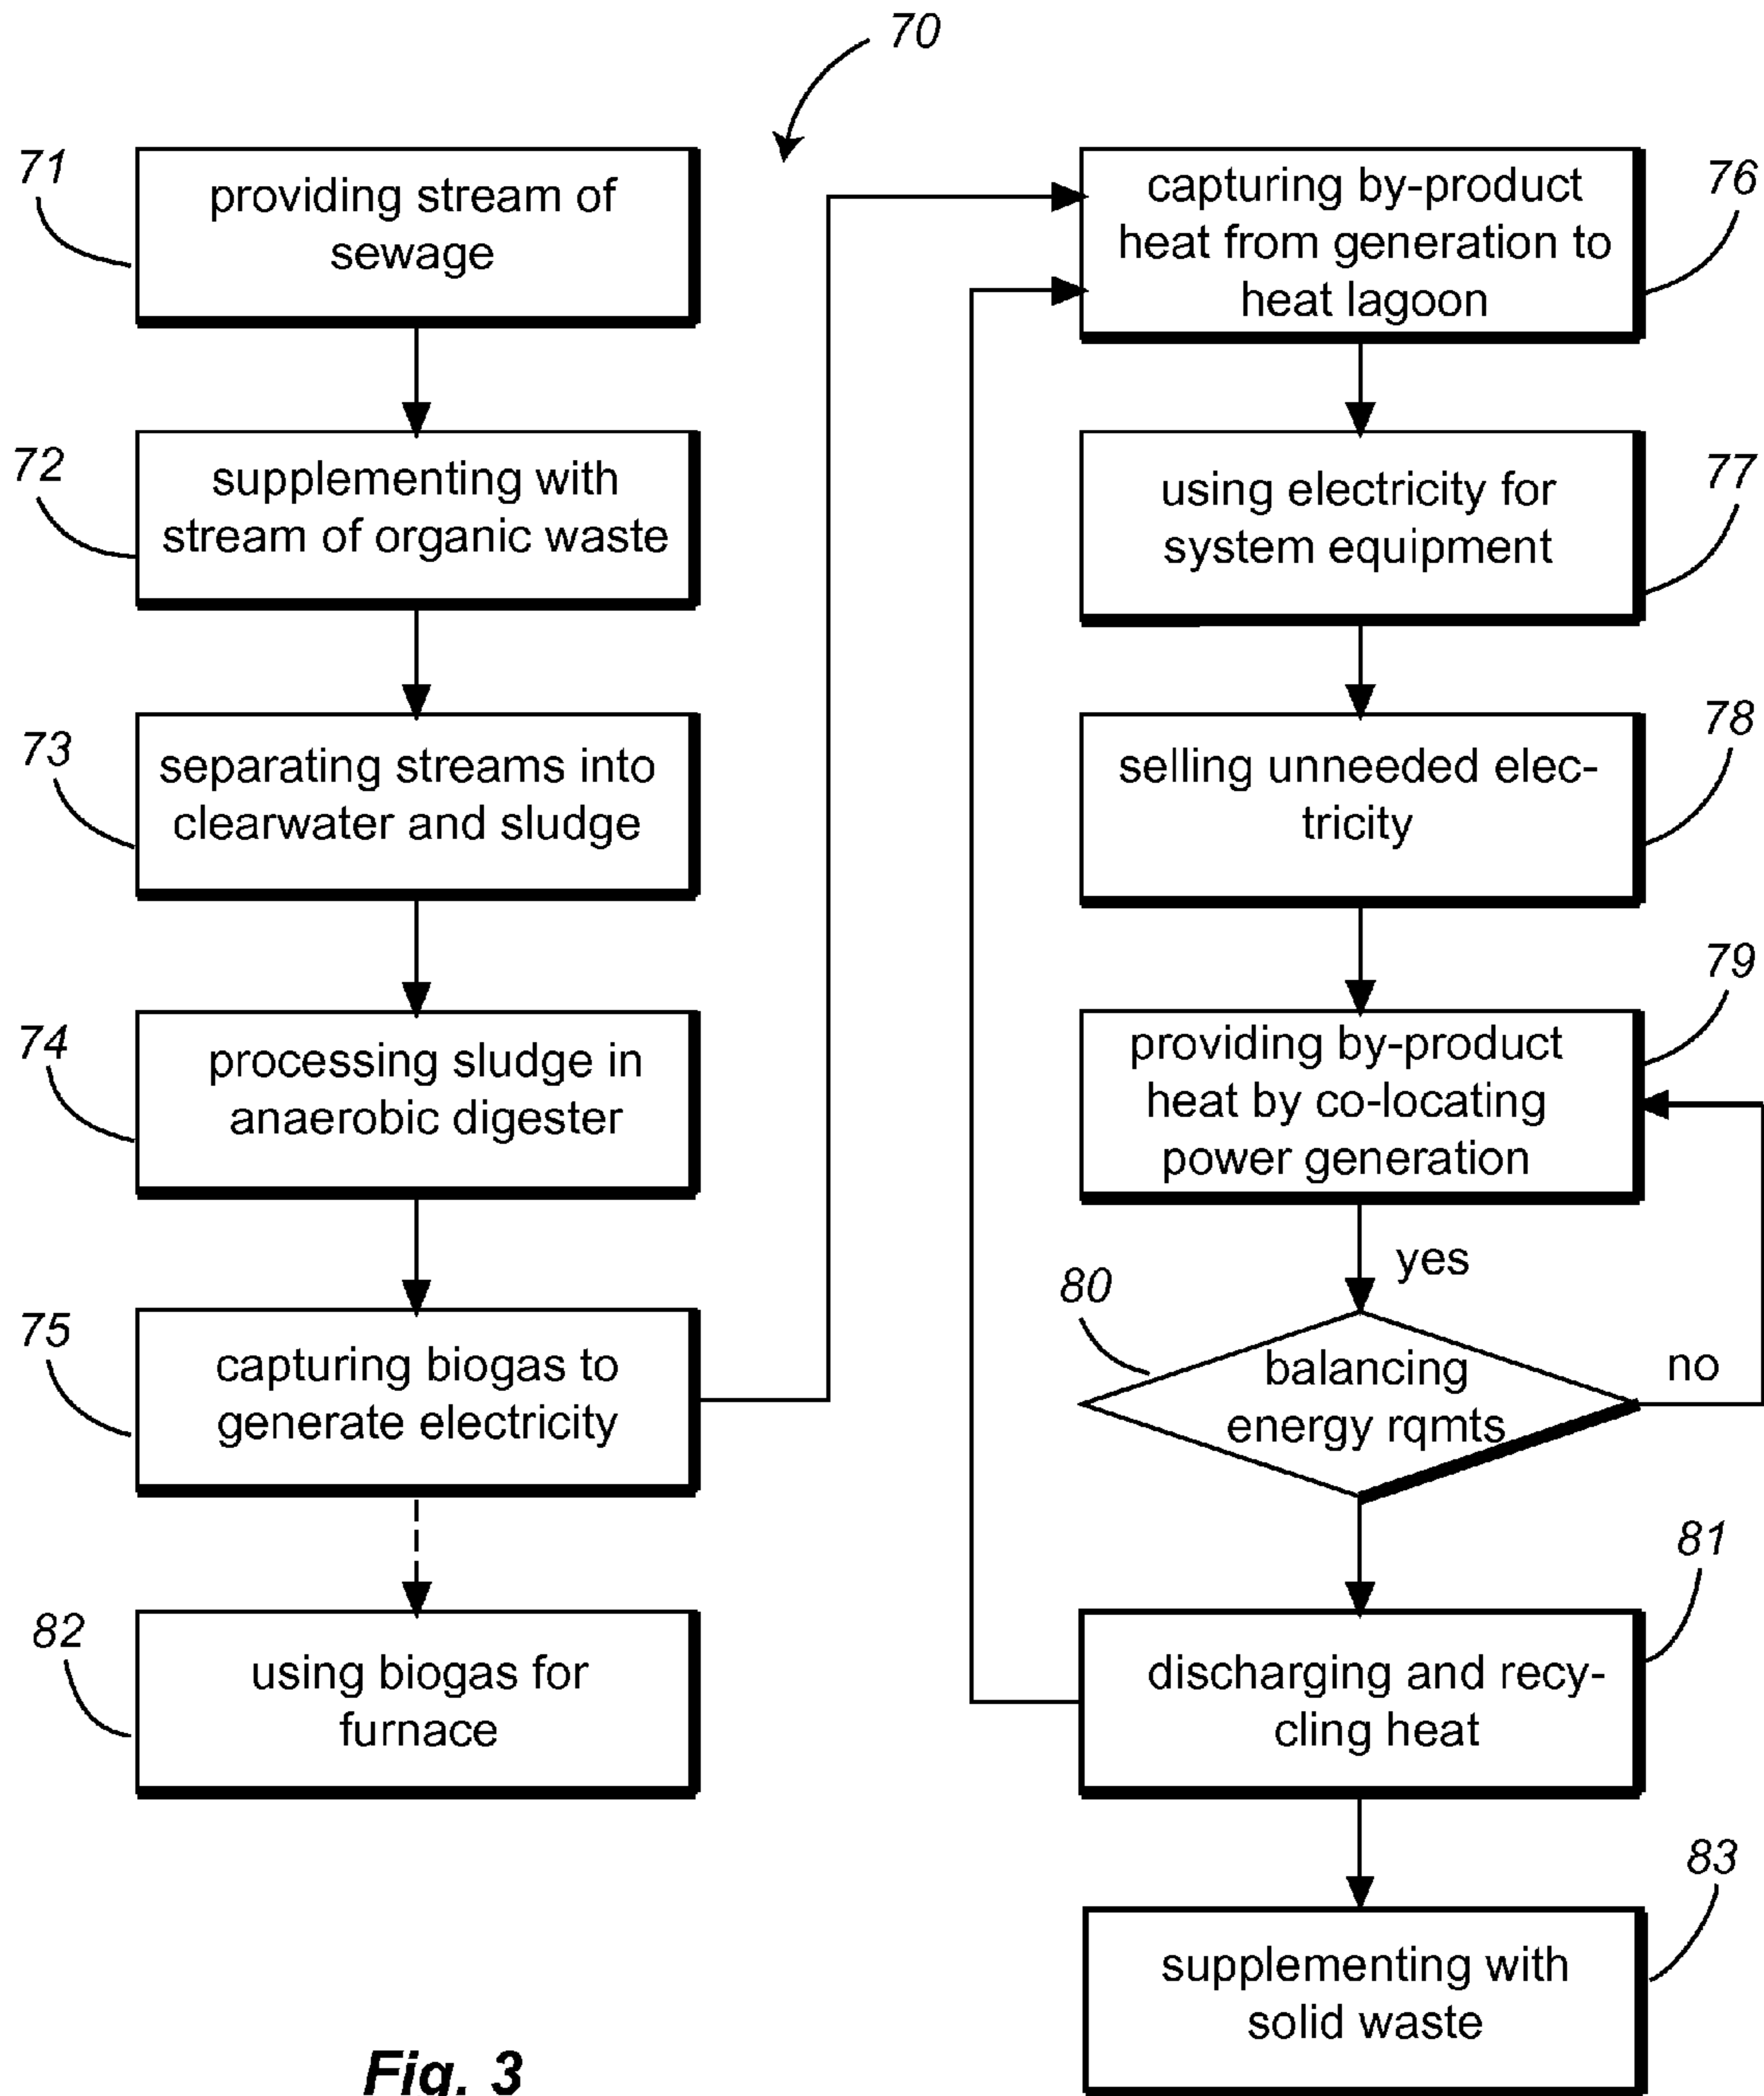 70
71
providing stream of
sewage
72
supplementing with
stream of organic waste
73
separating streams into
clearwater and sludge
74
processing sludge in
anaerobic digester
75
capturing biogas to
generate electricity
82
using biogas for
furnace
76
capturing by-product
heat from generation to
heat lagoon
77
using electricity for
system equipment
78
selling unneeded elec-
tricity
79
providing by-product
heat by co-locating
power generation
yes
80
balancing
energy rqmts
no
81
discharging and recy-
cling heat
83
supplementing with
solid waste
Fig. 3